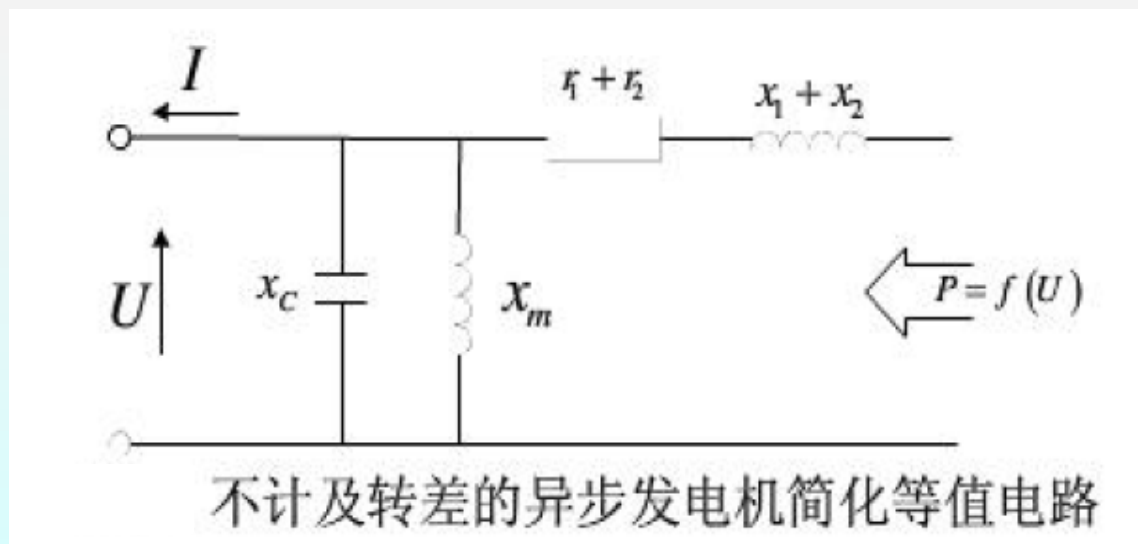 I
r₁ + r₂
x₁ + x₂
U
x_C
x_m
P = f (U)
不计及转差的异步发电机简化等值电路